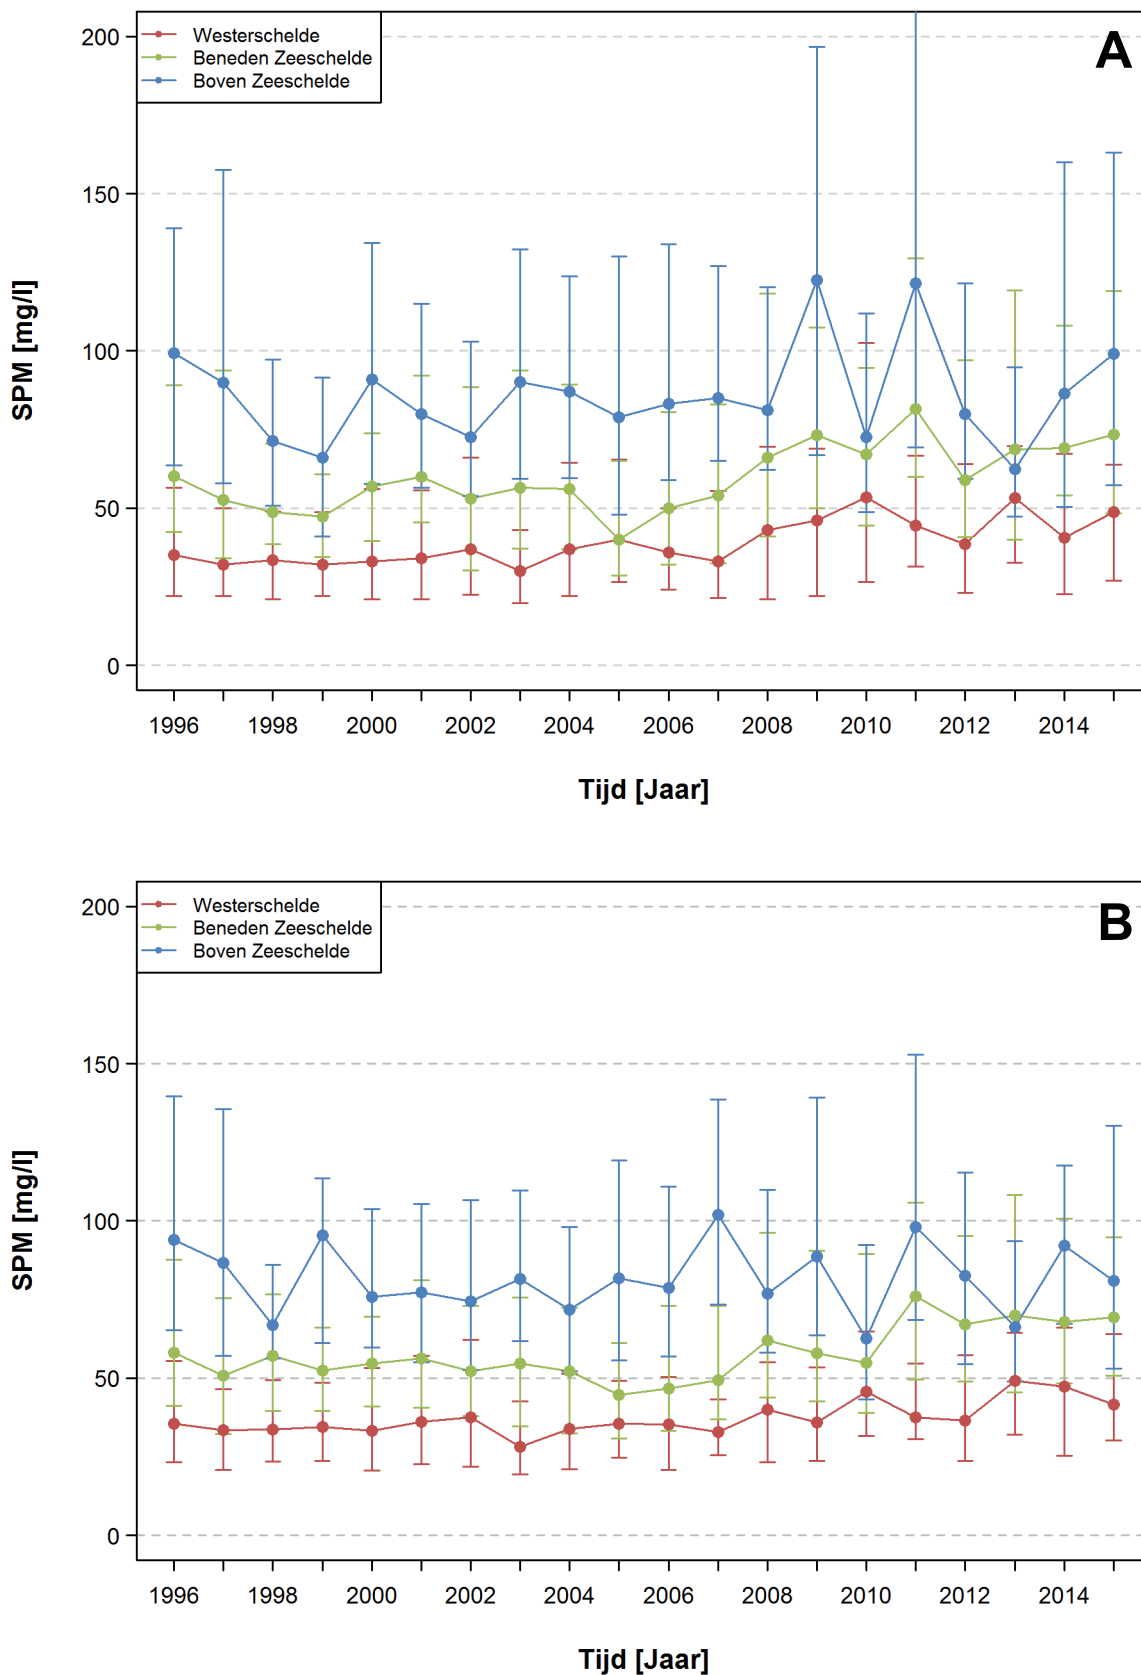 Westerschelde
Beneden Zeeschelde
Boven Zeeschelde
A
200
150
100
50
0
SPM [mg/l]
1996 1998 2000 2002 2004 2006 2008 2010 2012 2014
Tijd [Jaar]
Westerschelde
Beneden Zeeschelde
Boven Zeeschelde
B
200
150
100
50
0
SPM [mg/l]
1996 1998 2000 2002 2004 2006 2008 2010 2012 2014
Tijd [Jaar]